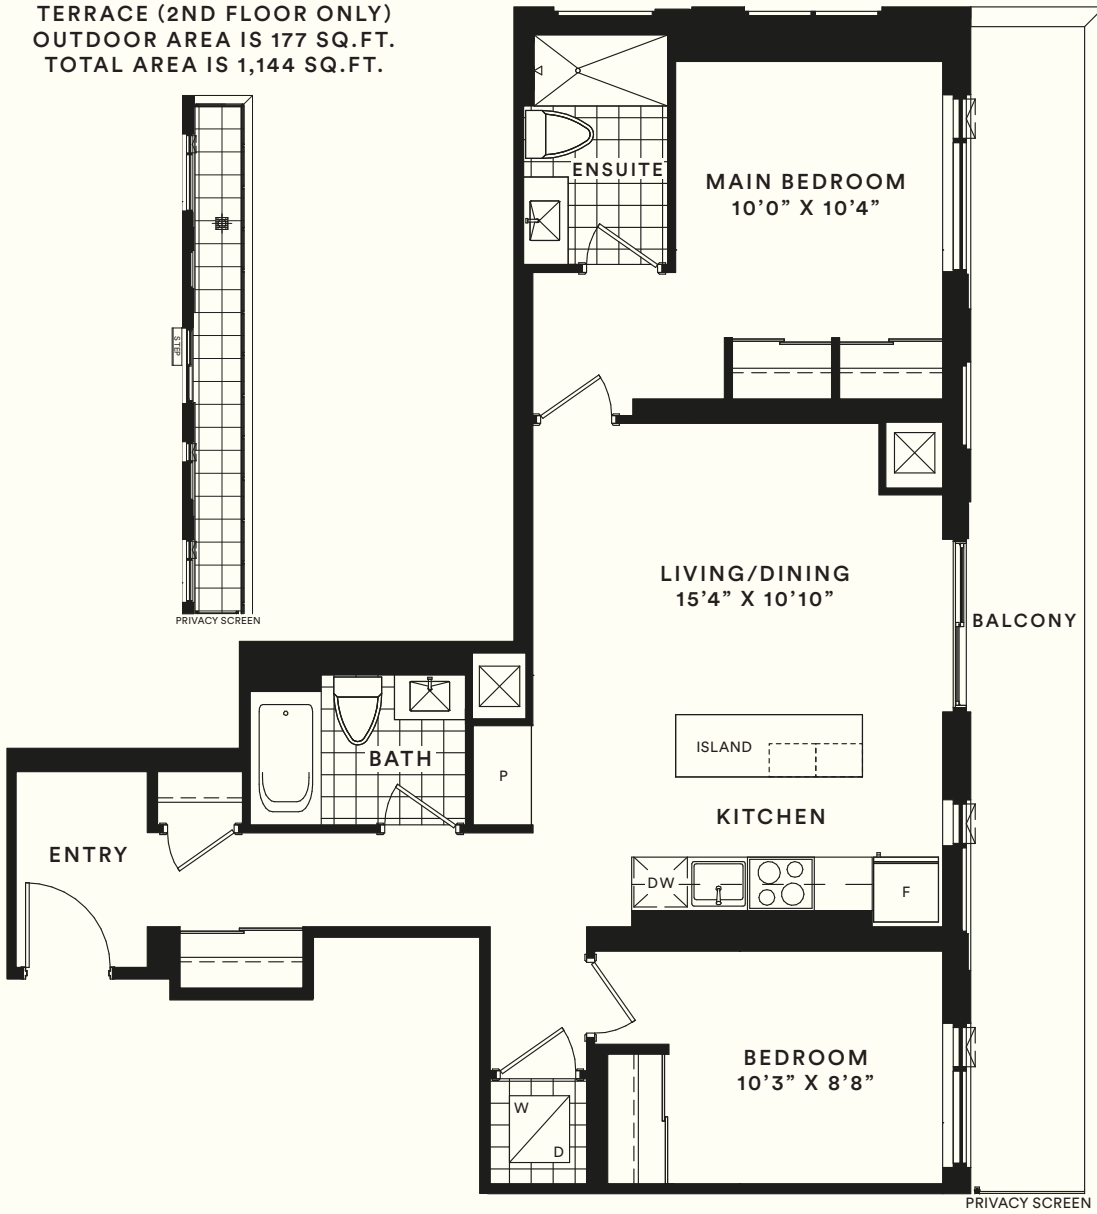 TERRACE (2ND FLOOR ONLY)
OUTDOOR AREA IS 177 SQ.FT.
TOTAL AREA IS 1,144 SQ.FT.
STEP
PRIVACY SCREEN
ENSUITE
MAIN BEDROOM
10’0” X 10’4”
LIVING/DINING
15’4” X 10’10”
BALCONY
ISLAND
BATH
P
KITCHEN
ENTRY
DW
F
BEDROOM
10’3” X 8’8”
W
D
PRIVACY SCREEN